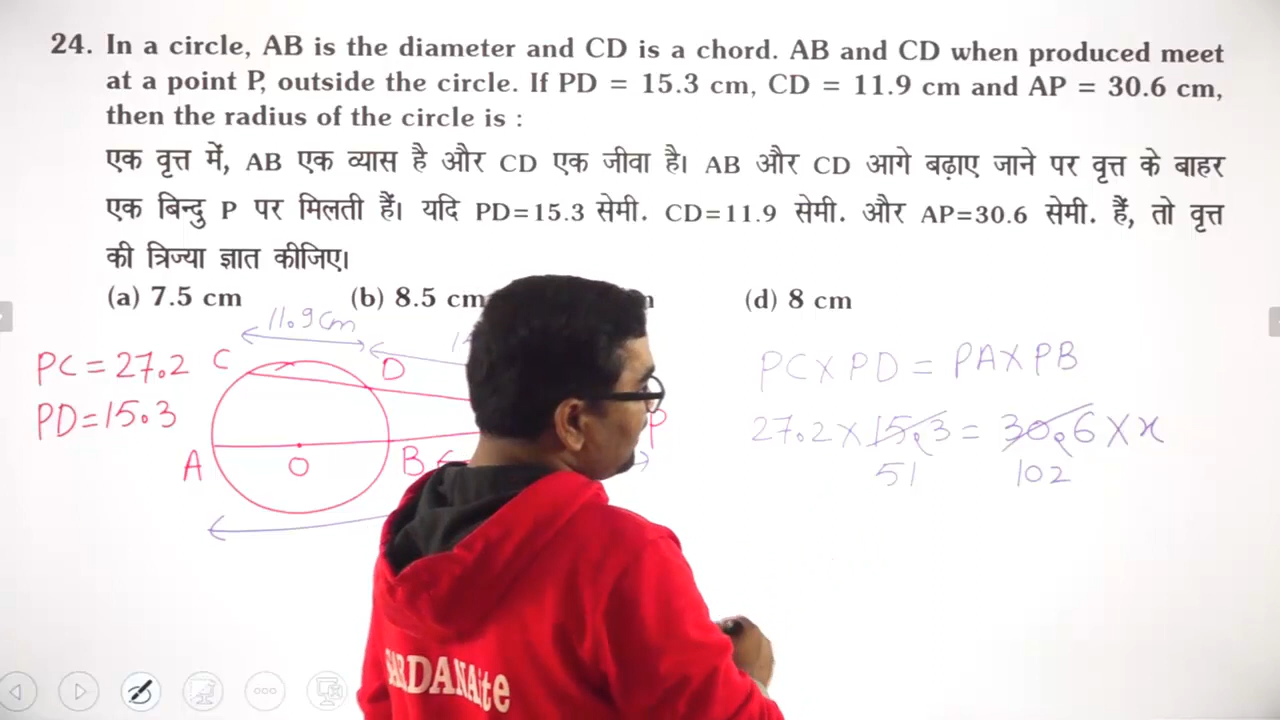 24. In a circle, AB is the diameter and CD is a chord. AB and CD when produced meet
at a point P, outside the circle. If PD = 15.3 cm, CD = 11.9 cm and AP = 30.6 cm,
then the radius of the circle is :
एक वृत्त में, AB एक व्यास है और CD एक जीवा है। AB और CD आगे बढ़ाए जाने पर वृत्त के बाहर
एक बिन्दु P पर मिलती हैं। यदि PD=15.3 सेमी. CD=11.9 सेमी. और AP=30.6 सेमी. हैं, तो वृत्त
की त्रिज्या ज्ञात कीजिए।
(a) 7.5 cm (b) 8.5 cm (d) 8 cm
11.9cm
PC=27.2 C D
PD=15.3
A O B P
PC×PD = PA×PB
27.2×15.3 = 30.6×x
51 102
SARDANAite